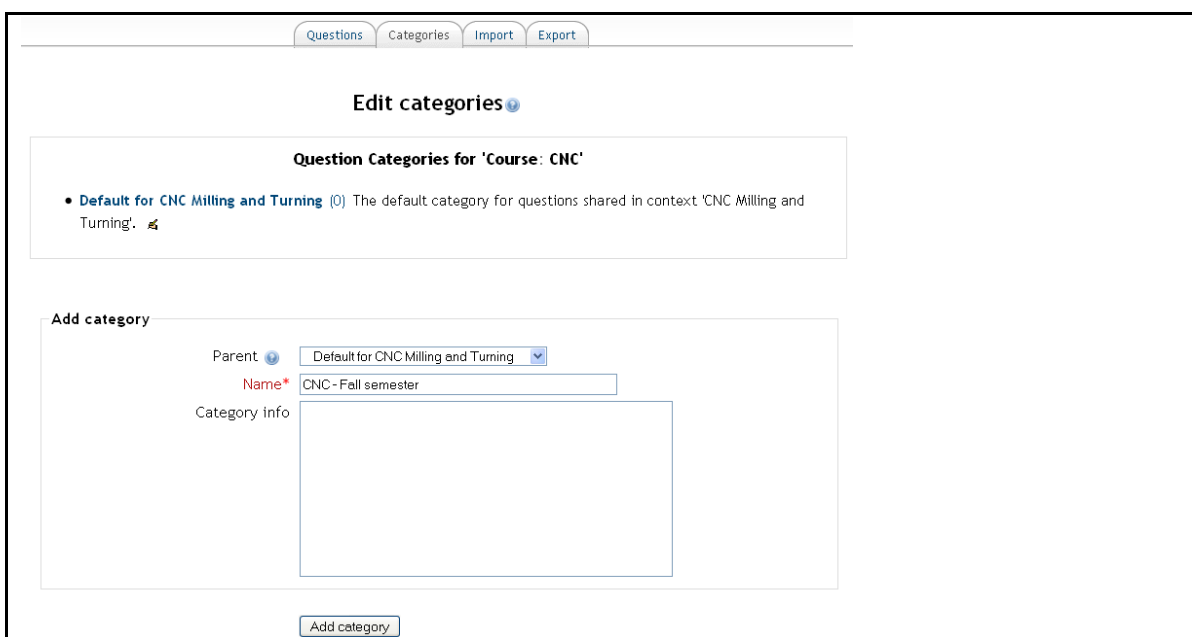 Questions Categories Import Export
Edit categories
Question Categories for 'Course: CNC'
• Default for CNC Milling and Turning (0) The default category for questions shared in context 'CNC Milling and
Turning'.
Add category
Parent Default for CNC Milling and Turning
Name* CNC - Fall semester
Category info
Add category